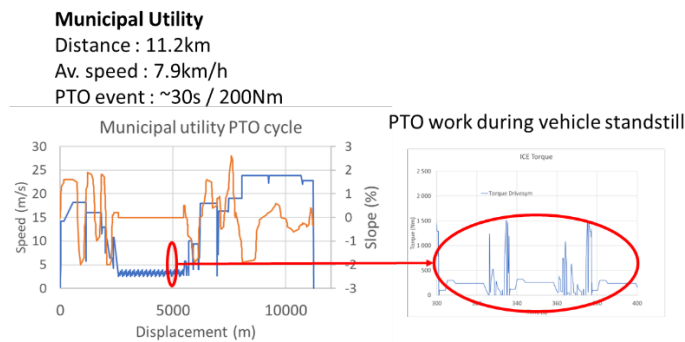 Municipal Utility
Distance : 11.2km
Av. speed : 7.9km/h
PTO event : ~30s / 200Nm
Municipal utility PTO cycle
30
25
20
15
10
5
0
Speed (m/s)
3
2
1
0
-1
-2
-3
Slope (%)
0
5000
10000
Displacement (m)
PTO work during vehicle standstill
ICE Torque
2 500
2 000
1 500
1 000
500
0
Torque [Nm]
Torque Drivesym
300
320
340
360
380
400